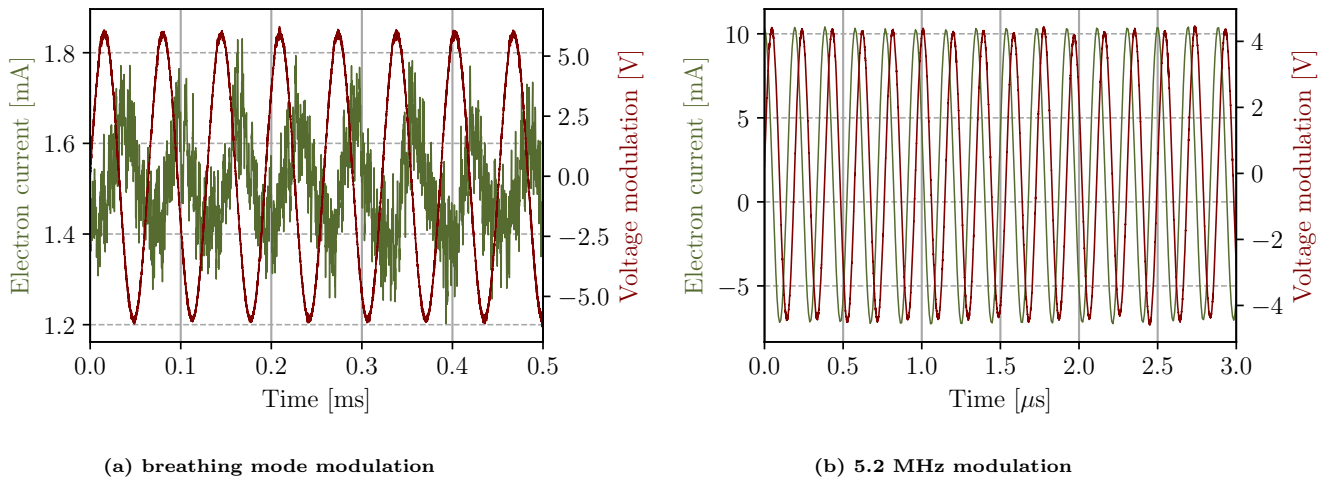 Electron current [mA]
1.8
1.6
1.4
1.2
0.0 0.1 0.2 0.3 0.4 0.5
Time [ms]
5.0
2.5
0.0
−2.5
−5.0
Voltage modulation [V]
(a) breathing mode modulation
Electron current [mA]
10
5
0
−5
0.0 0.5 1.0 1.5 2.0 2.5 3.0
Time [μs]
4
2
0
−2
−4
Voltage modulation [V]
(b) 5.2 MHz modulation